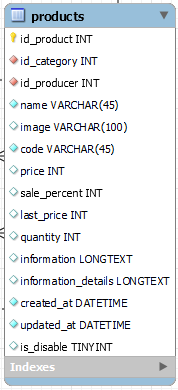 products
id_product INT
id_category INT
id_producer INT
name VARCHAR(45)
image VARCHAR(100)
code VARCHAR(45)
price INT
sale_percent INT
last_price INT
quantity INT
information LONGTEXT
information_details LONGTEXT
created_at DATETIME
updated_at DATETIME
is_disable TINYINT
Indexes